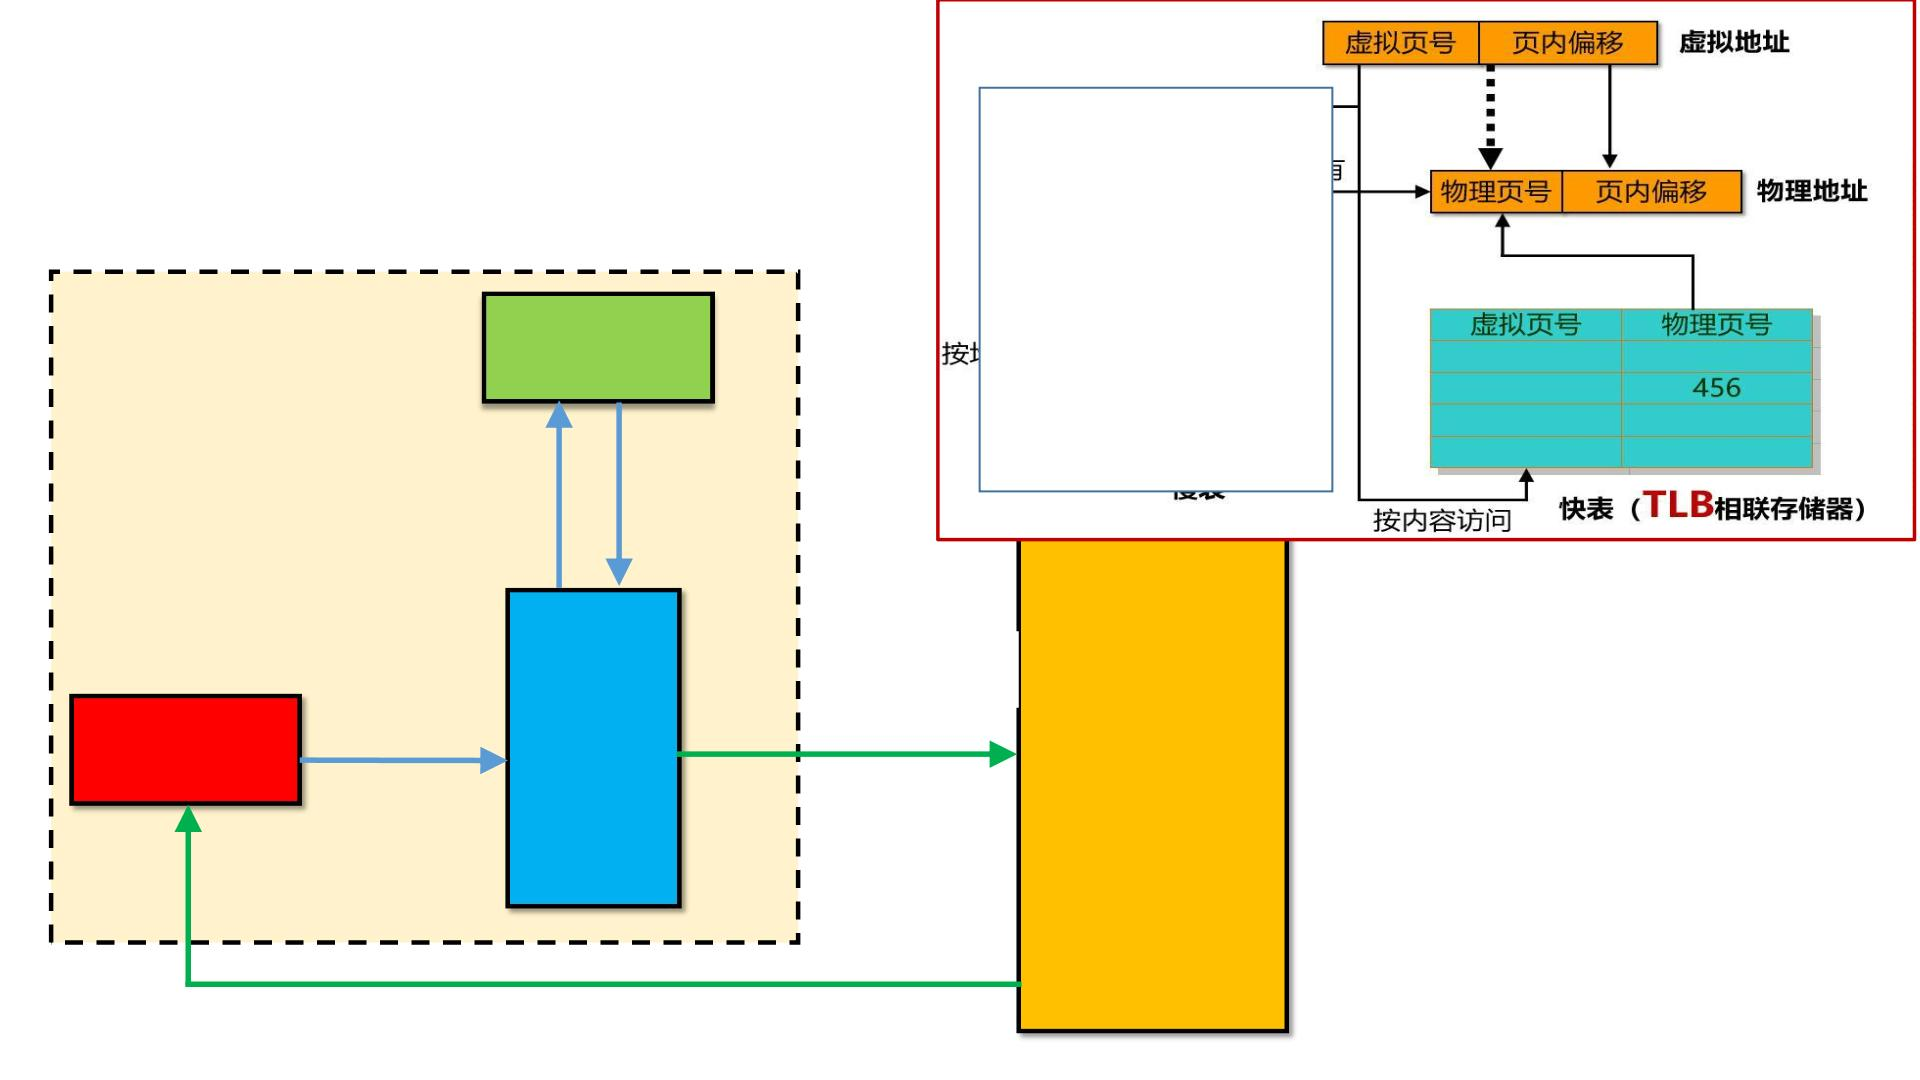 虚拟页号 页内偏移 虚拟地址
物理页号 页内偏移 物理地址
虚拟页号 物理页号
按
456
快表（TLB相联存储器）
按内容访问